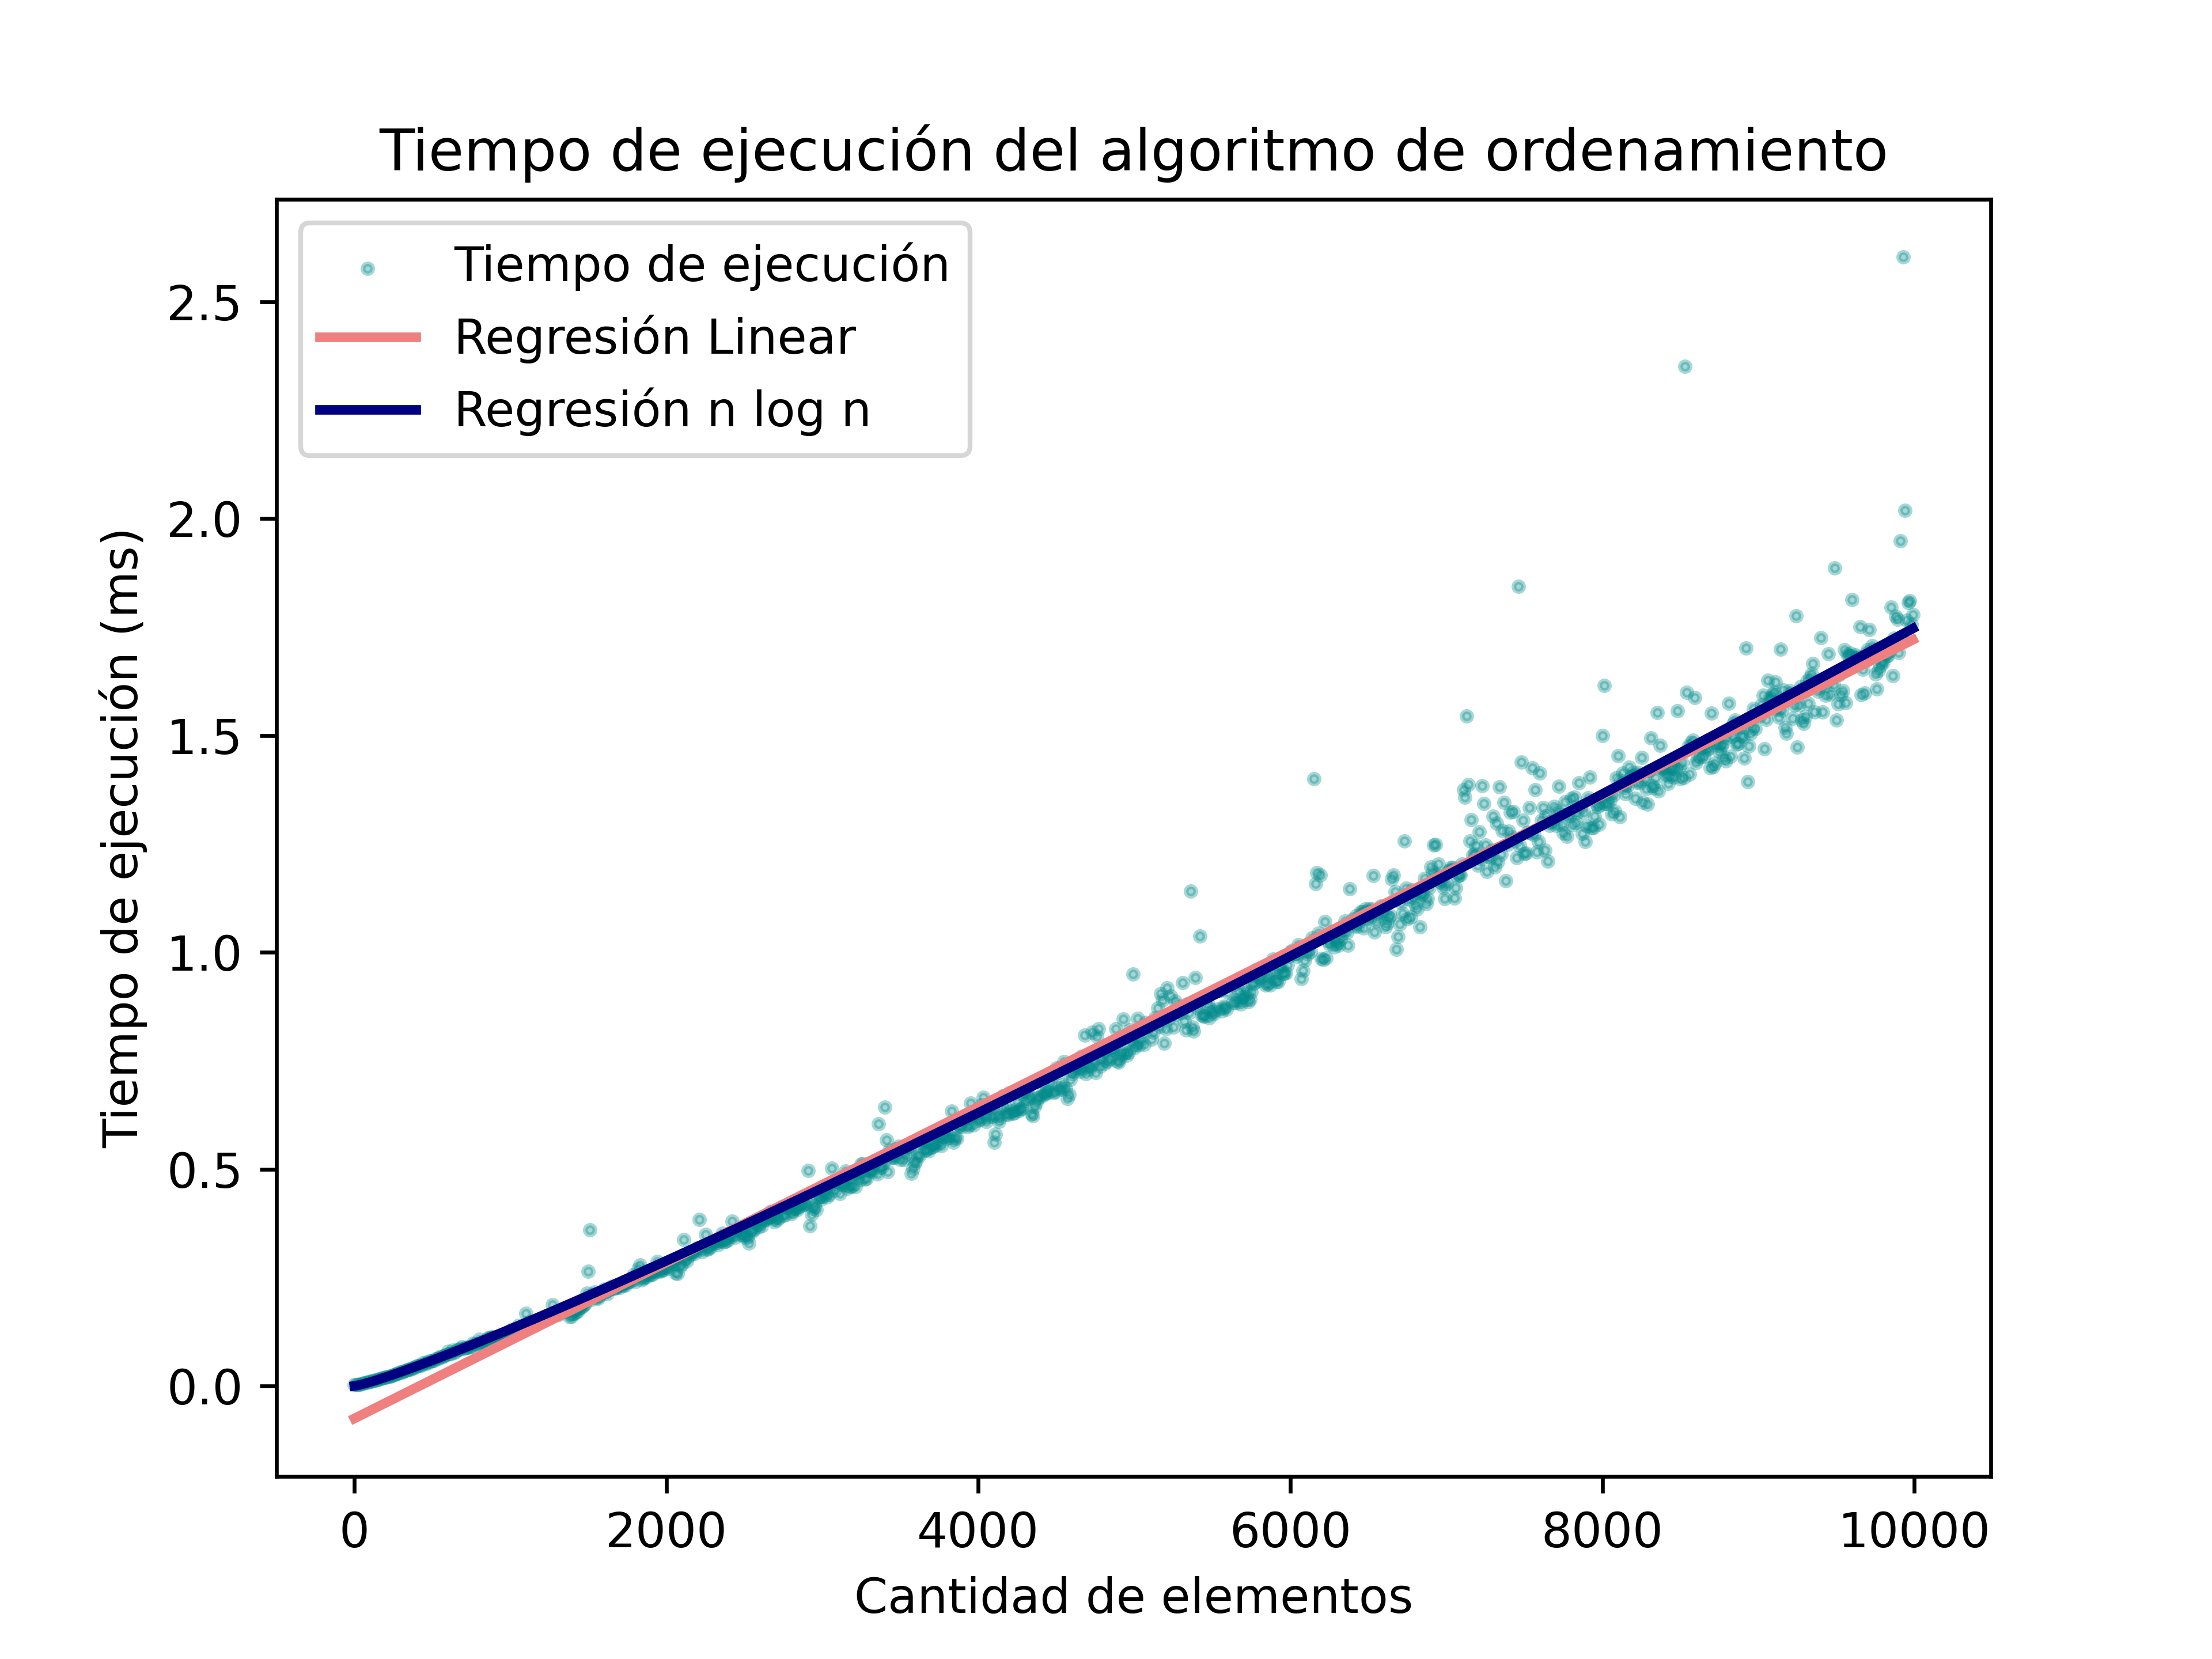 Tiempo de ejecución del algoritmo de ordenamiento
Tiempo de ejecución
Regresión Linear
Regresión n log n
Tiempo de ejecución (ms)
2.5
2.0
1.5
1.0
0.5
0.0
0 2000 4000 6000 8000 10000
Cantidad de elementos